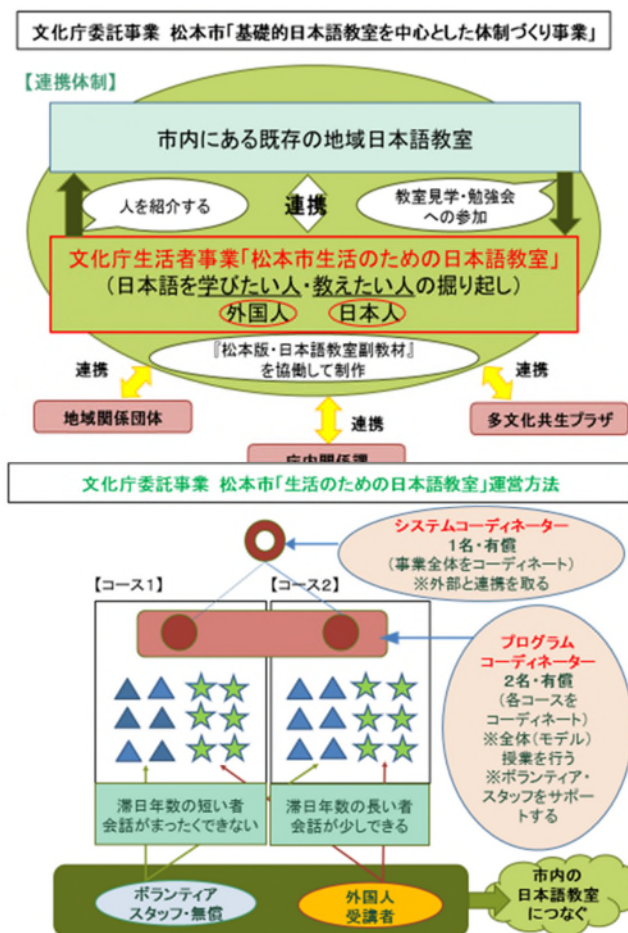 文化庁委託事業 松本市「基礎的日本語教室を中心とした体制づくり事業」
【連携体制】
市内にある既存の地域日本語教室
人を紹介する
連携
教室見学・勉強会
への参加
文化庁生活者事業「松本市生活のための日本語教室」
(日本語を学びたい人・教えたい人の掘り起し)
外国人
日本人
『松本版・日本語教室副教材』
を協働して制作
連携
連携
地域関係団体
連携
多文化共生プラザ
庁内関係課
文化庁委託事業 松本市「生活のための日本語教室」運営方法
システムコーディネーター
1名・有償
(事業全体をコーディネート)
※外部と連携を取る
【コース1】
【コース2】
プログラム
コーディネーター
2名・有償
(各コースを
コーディネート)
※全体(モデル)
授業を行う
※ボランティア・
スタッフをサポ
ートする
滞日年数の短い者
会話がまったくできない
滞日年数の長い者
会話が少しできる
ボランティア
スタッフ・無償
外国人
受講者
市内の
日本語教室
につなぐ